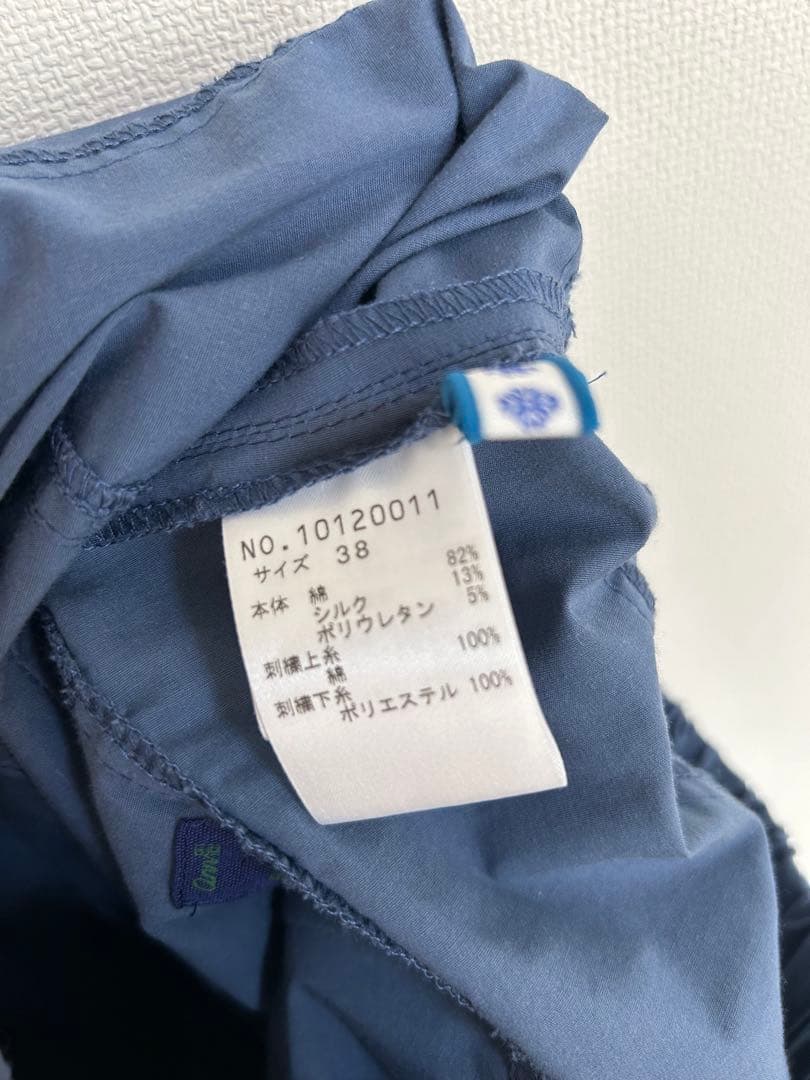 NO.10120011
サイズ 38
本体 綿 82%
シルク 13%
ポリウレタン 5%
刺繍上糸
綿 100%
刺繍下糸
ポリエステル 100%